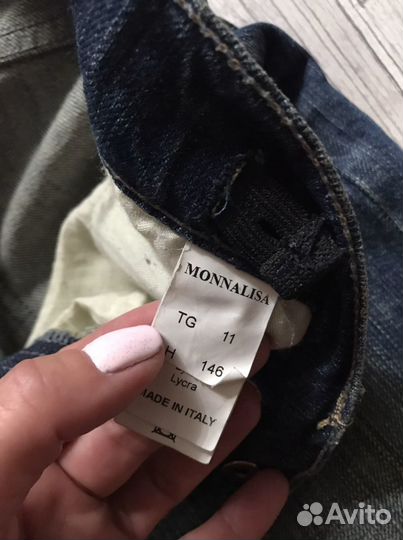 MONNALISA
TG 11
H 146
Lycra
MADE IN ITALY
Avito